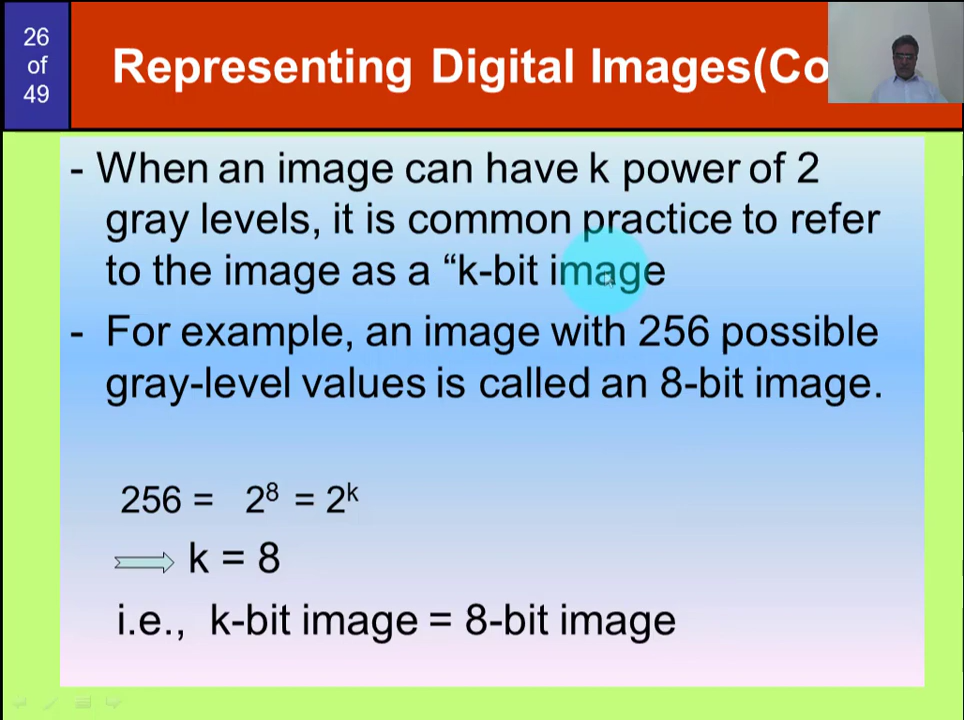 26
of
49
Representing Digital Images(Co
- When an image can have k power of 2
gray levels, it is common practice to refer
to the image as a “k-bit image
- For example, an image with 256 possible
gray-level values is called an 8-bit image.
256 = 2⁸ = 2ᵏ
k = 8
i.e., k-bit image = 8-bit image